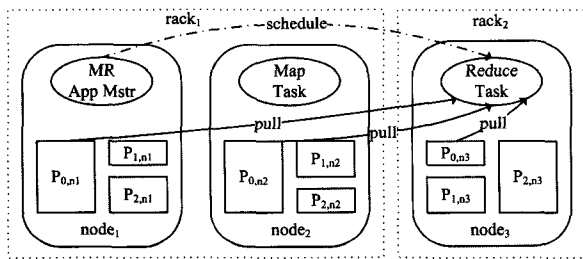 rack1
schedule
rack2
MR
App Mstr
Map
Task
Reduce
Task
pull
pull
pull
P0,n1
P1,n1
P2,n1
P0,n2
P1,n2
P2,n2
P0,n3
P1,n3
P2,n3
node1
node2
node3